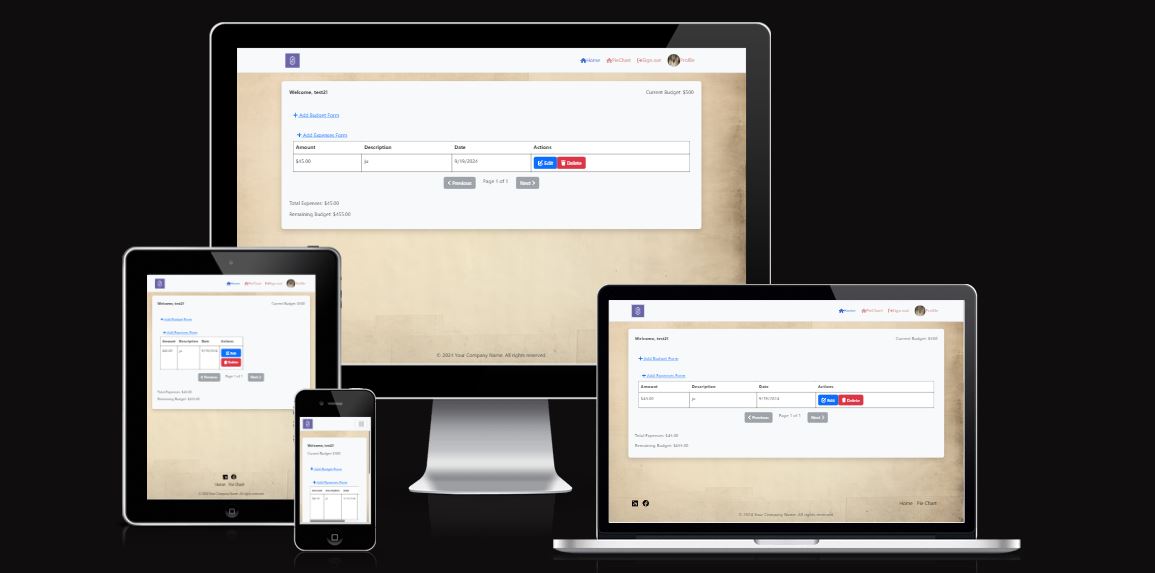 Home PieChart Sign out Profile
Welcome, test2! Current Budget: $500
+ Add Budget Form
+ Add Expenses Form
Amount Description Date Actions
$45.00 ja 9/19/2024 Edit Delete
Previous Page 1 of 1 Next
Total Expenses: $45.00
Remaining Budget: $455.00
© 2024 Your Company Name. All rights reserved.
Home PieChart Sign out Profile
Welcome, test2! Current Budget: $500
+ Add Budget Form
+ Add Expenses Form
Amount Description Date Actions
$45.00 ja 9/19/2024 Edit
Delete
Previous Page 1 of 1 Next
Total Expenses: $45.00
Remaining Budget: $455.00
Home Pie Chart
© 2024 Your Company Name. All rights reserved.
Welcome, test2!
Current Budget: $500
+ Add Budget Form
+ Add Expenses Form
Amount Description Date
$45.00 ja 9/19/2024
Home PieChart Sign out Profile
Welcome, test2! Current Budget: $500
+ Add Budget Form
+ Add Expenses Form
Amount Description Date Actions
$45.00 ja 9/19/2024 Edit Delete
Previous Page 1 of 1 Next
Total Expenses: $45.00
Remaining Budget: $455.00
Home Pie Chart
© 2024 Your Company Name. All rights reserved.